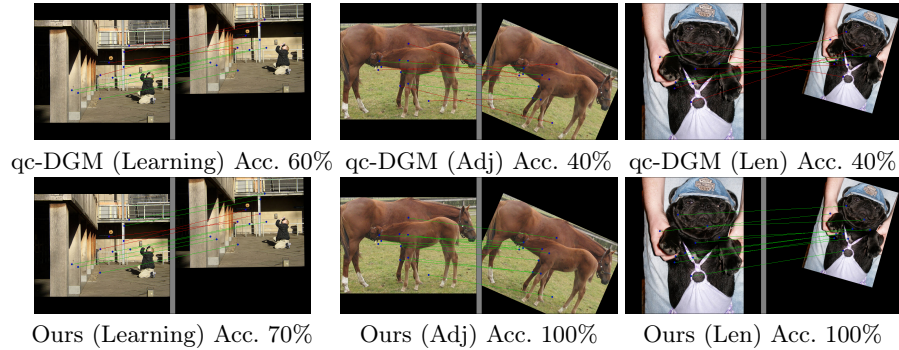 qc-DGM (Learning) Acc. 60% qc-DGM (Adj) Acc. 40% qc-DGM (Len) Acc. 40%
Ours (Learning) Acc. 70% Ours (Adj) Acc. 100% Ours (Len) Acc. 100%